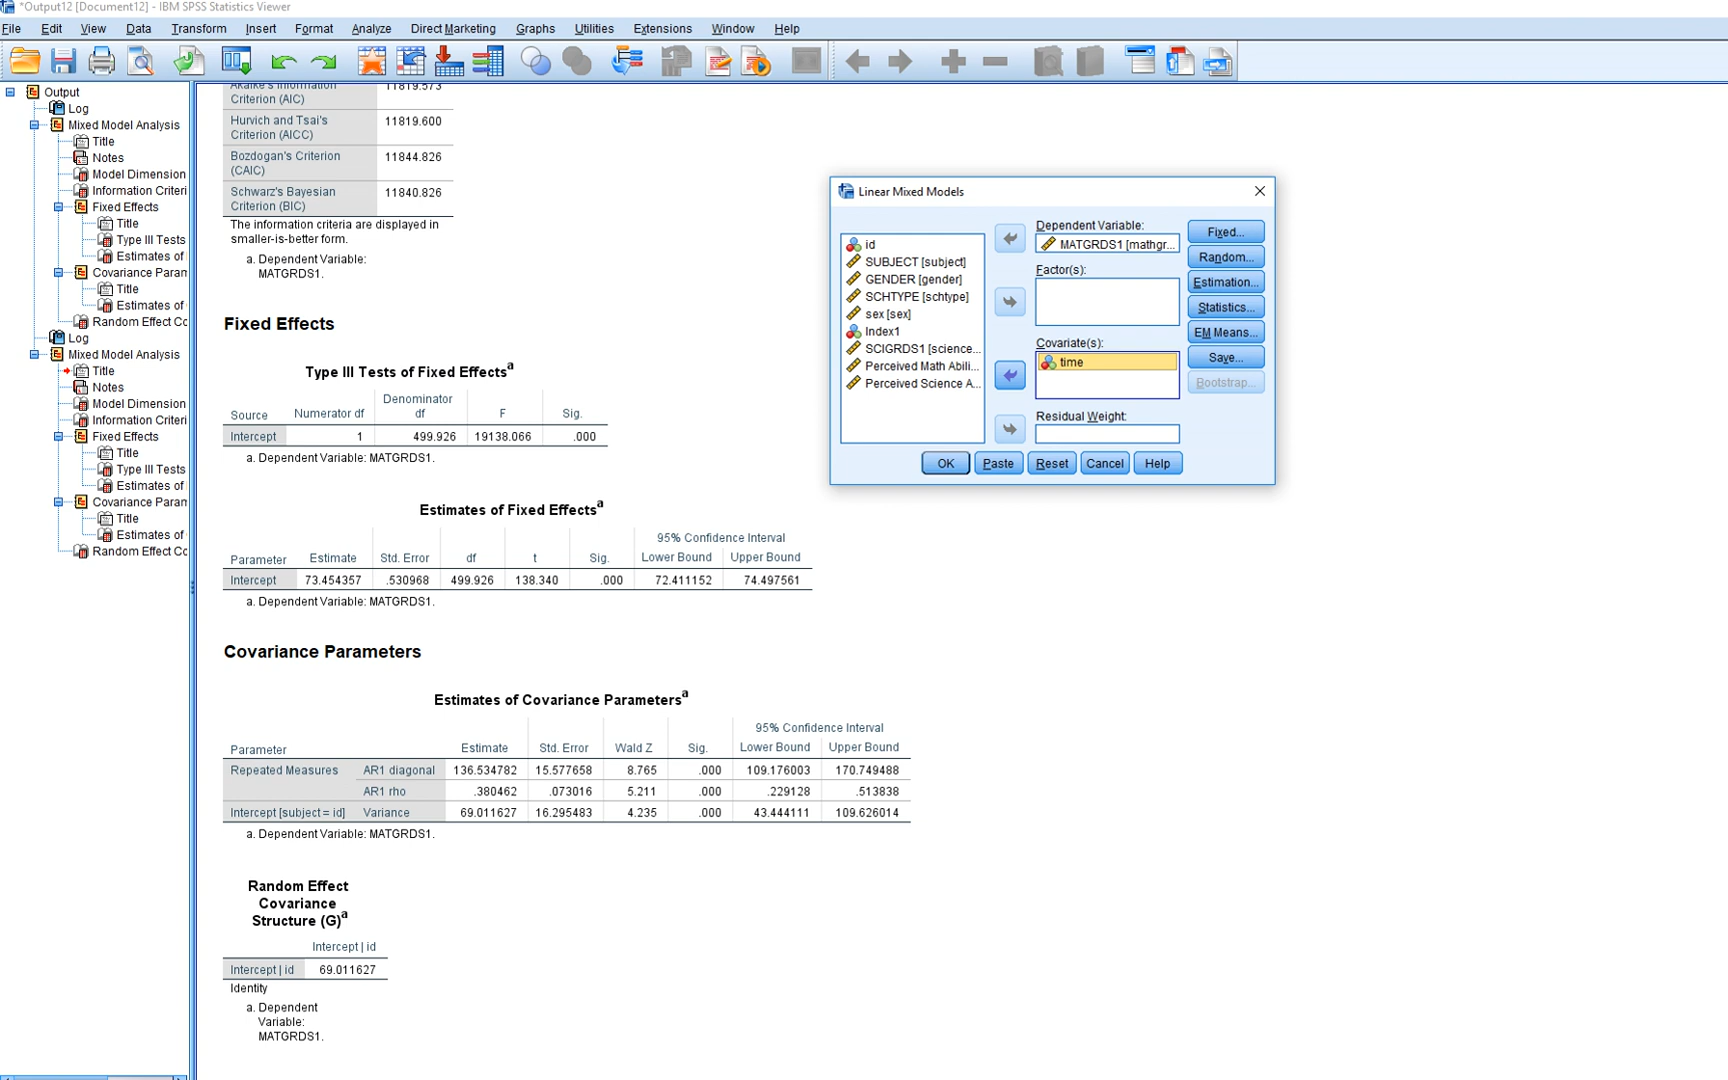 *Output12 [Document12] - IBM SPSS Statistics Viewer
File Edit View Data Transform Insert Format Analyze Direct Marketing Graphs Utilities Extensions Window Help
Output
Log
Mixed Model Analysis
Title
Notes
Model Dimension
Information Criteri
Fixed Effects
Title
Type III Tests
Estimates of
Covariance Param
Title
Estimates of
Random Effect Cc
Log
Mixed Model Analysis
Title
Notes
Model Dimension
Information Criteri
Fixed Effects
Title
Type III Tests
Estimates of
Covariance Param
Title
Estimates of
Random Effect Cc
Akaike's Information Criterion (AIC) 11819.573
Hurvich and Tsai's Criterion (AICC) 11819.600
Bozdogan's Criterion (CAIC) 11844.826
Schwarz's Bayesian Criterion (BIC) 11840.826
The information criteria are displayed in
smaller-is-better form.
a. Dependent Variable:
MATGRDS1.
Fixed Effects
Type III Tests of Fixed Effectsa
Source Numerator df Denominator df F Sig.
Intercept 1 499.926 19138.066 .000
a. Dependent Variable: MATGRDS1.
Estimates of Fixed Effectsa
95% Confidence Interval
Parameter Estimate Std. Error df t Sig. Lower Bound Upper Bound
Intercept 73.454357 .530968 499.926 138.340 .000 72.411152 74.497561
a. Dependent Variable: MATGRDS1.
Covariance Parameters
Estimates of Covariance Parametersa
95% Confidence Interval
Parameter Estimate Std. Error Wald Z Sig. Lower Bound Upper Bound
Repeated Measures AR1 diagonal 136.534782 15.577658 8.765 .000 109.176003 170.749488
AR1 rho .380462 .073016 5.211 .000 .229128 .513838
Intercept [subject = id] Variance 69.011627 16.295483 4.235 .000 43.444111 109.626014
a. Dependent Variable: MATGRDS1.
Random Effect
Covariance
Structure (G)a
Intercept | id
Intercept | id 69.011627
Identity
a. Dependent
Variable:
MATGRDS1.
Linear Mixed Models
id
SUBJECT [subject]
GENDER [gender]
SCHTYPE [schtype]
sex [sex]
Index1
SCIGRDS1 [science...
Perceived Math Abili...
Perceived Science A...
Dependent Variable:
MATGRDS1 [mathgr...
Factor(s):
Covariate(s):
time
Residual Weight:
Fixed...
Random...
Estimation...
Statistics...
EM Means...
Save...
Bootstrap...
OK Paste Reset Cancel Help